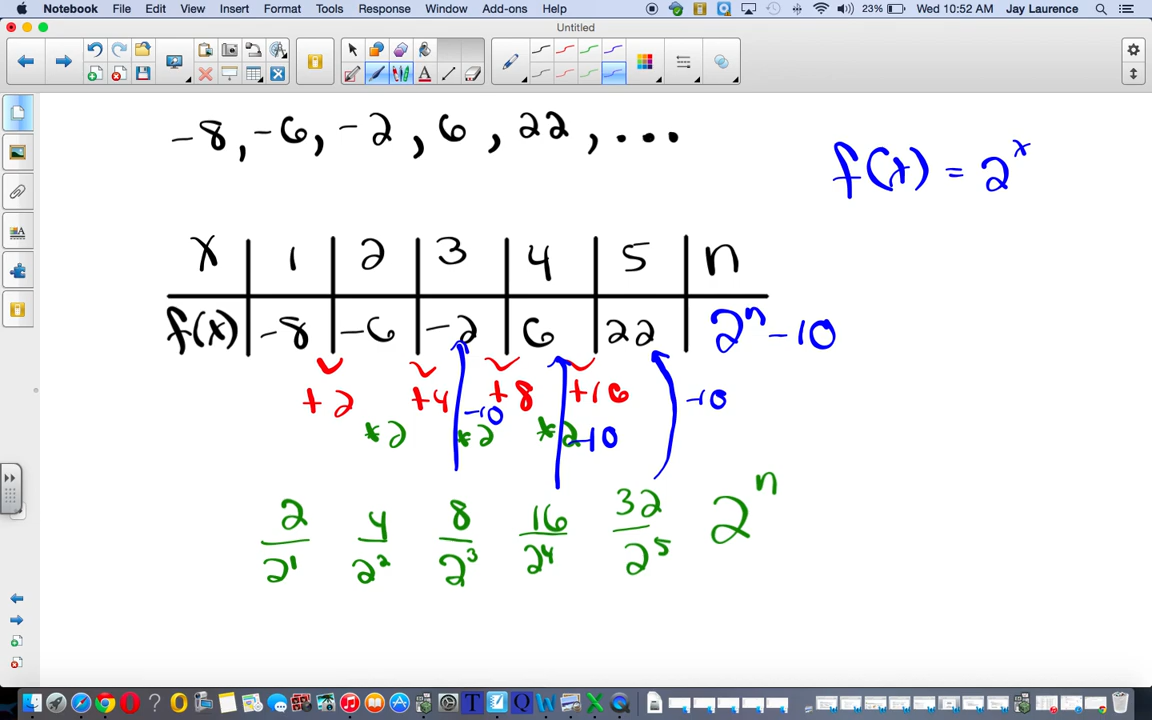 Notebook File Edit View Insert Format Tools Response Window Add-ons Help 23% Wed 10:52 AM Jay Laurence
Untitled
A
-8, -6, -2, 6, 22, ...
f(x) = 2^x
x 1 2 3 4 5 n
f(x) -8 -6 -2 6 22 2^n -10
+2 +4 +8 +16
-10 -10 -10
*2 *2 *2
2 4 8 16 32 2^n
2^1 2^2 2^3 2^4 2^5